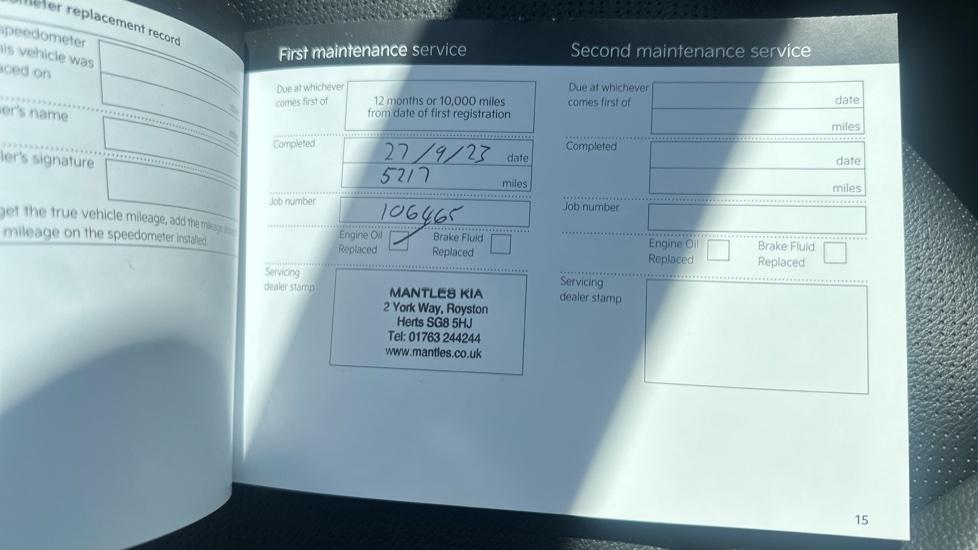 meter replacement record
speedometer
his vehicle was
aced on
er's name
ler's signature
get the true vehicle mileage, add the mileage
mileage on the speedometer installed.
First maintenance service
Due at whichever
comes first of
12 months or 10,000 miles
from date of first registration
Completed
27/9/23 date
5217 miles
Job number
106465
Engine Oil
Replaced
Brake Fluid
Replaced
Servicing
dealer stamp
MANTLES KIA
2 York Way, Royston
Herts SG8 5HJ
Tel: 01763 244244
www.mantles.co.uk
Second maintenance service
Due at whichever
comes first of
date
miles
Completed
date
miles
Job number
Engine Oil
Replaced
Brake Fluid
Replaced
Servicing
dealer stamp
15